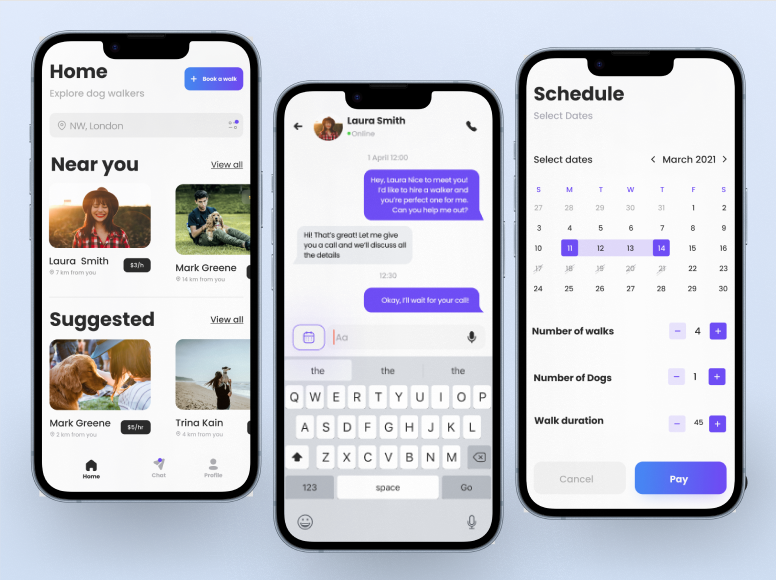 Home
+ Book a walk
Explore dog walkers
NW, London
Near you
View all
Laura Smith
$3/h
7 km from you
Mark Greene
14 km from you
Suggested
View all
Mark Greene
$5/hr
2 km from you
Trina Kain
4 km from you
Home
Chat
Profile
Laura Smith
Online
1 April 12:00
Hey, Laura Nice to meet you!
I'd like to hire a walker and
you're perfect one for me.
Can you help me out?
Hi! That's great! Let me give
you a call and we'll discuss all
the details
12:30
Okay, I'll wait for your call!
Aa
the the the
Q W E R T Y U I O P
A S D F G H J K L
Z X C V B N M
123 space Go
Schedule
Select Dates
Select dates
< March 2021 >
S M T W T F S
27 28 29 30 31 1 2
3 4 5 6 7 8 9
10 11 12 13 14 15 16
17 18 19 20 21 22 23
24 25 26 27 28 29 30
Number of walks
− 4 +
Number of Dogs
− 1 +
Walk duration
− 45 +
Cancel
Pay